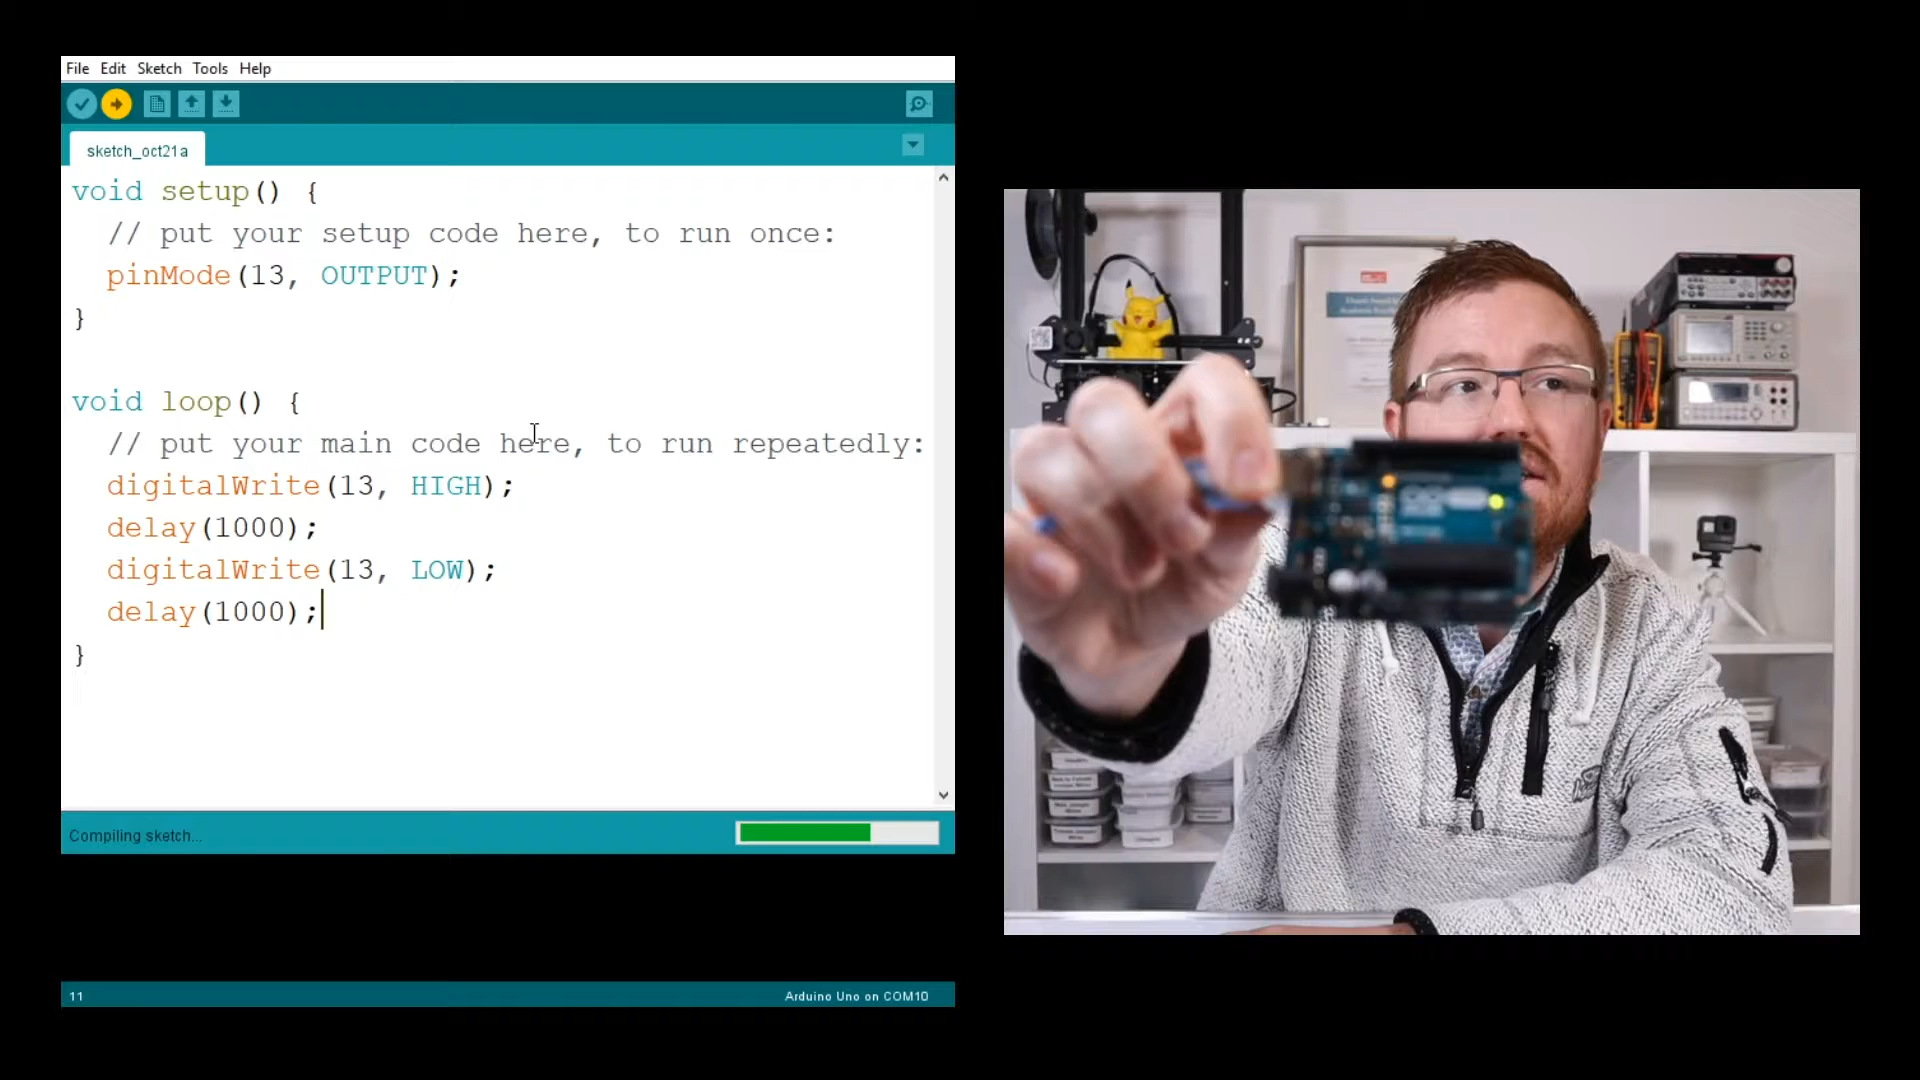 File Edit Sketch Tools Help
sketch_oct21a
void setup() {
// put your setup code here, to run once:
pinMode(13, OUTPUT);
}
void loop() {
// put your main code here, to run repeatedly:
digitalWrite(13, HIGH);
delay(1000);
digitalWrite(13, LOW);
delay(1000);
}
Compiling sketch...
11
Arduino Uno on COM10